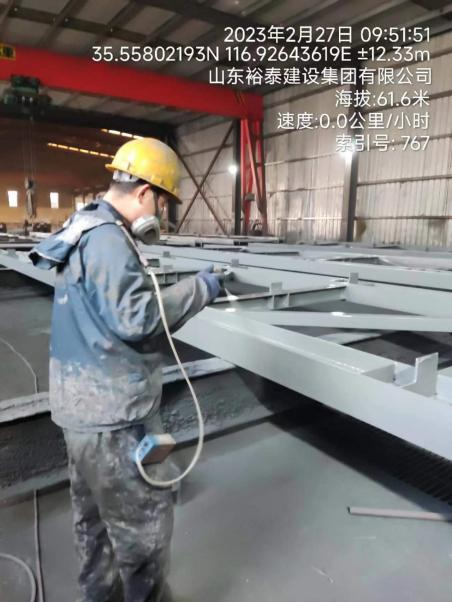 2023年2月27日 09:51:51
35.55802193N 116.92643619E ±12.33m
山东裕泰建设集团有限公司
海拔:61.6米
速度:0.0公里/小时
索引号: 767